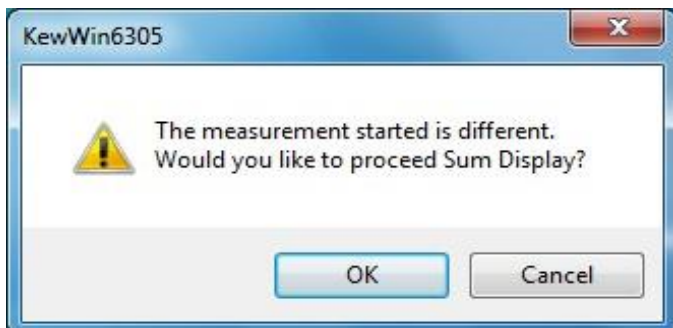 KewWin6305
The measurement started is different.
Would you like to proceed Sum Display?
OK
Cancel